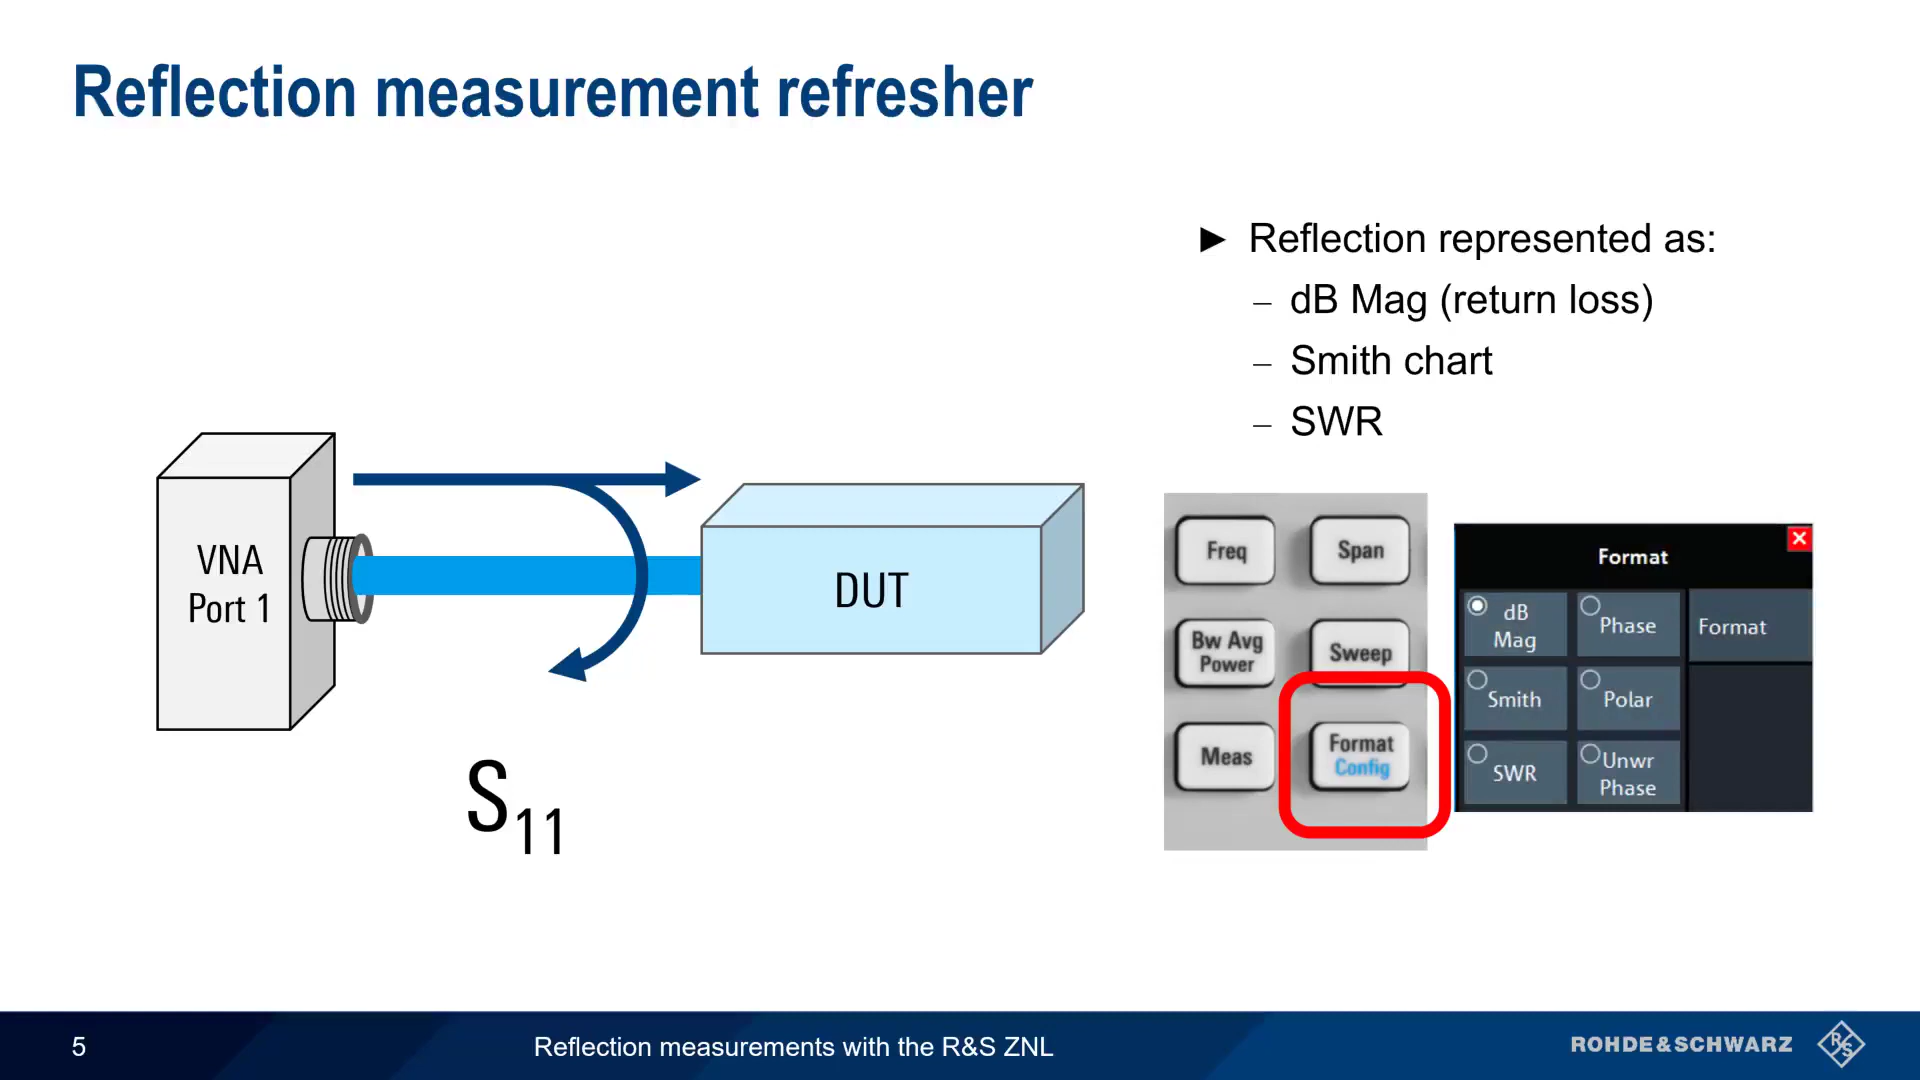 Reflection measurement refresher
► Reflection represented as:
– dB Mag (return loss)
– Smith chart
– SWR
VNA
Port 1
DUT
S11
Freq
Span
Bw Avg
Power
Sweep
Meas
Format
Config
Format
dB
Mag
Phase
Format
Smith
Polar
SWR
Unwr
Phase
5
Reflection measurements with the R&S ZNL
ROHDE&SCHWARZ
R&S